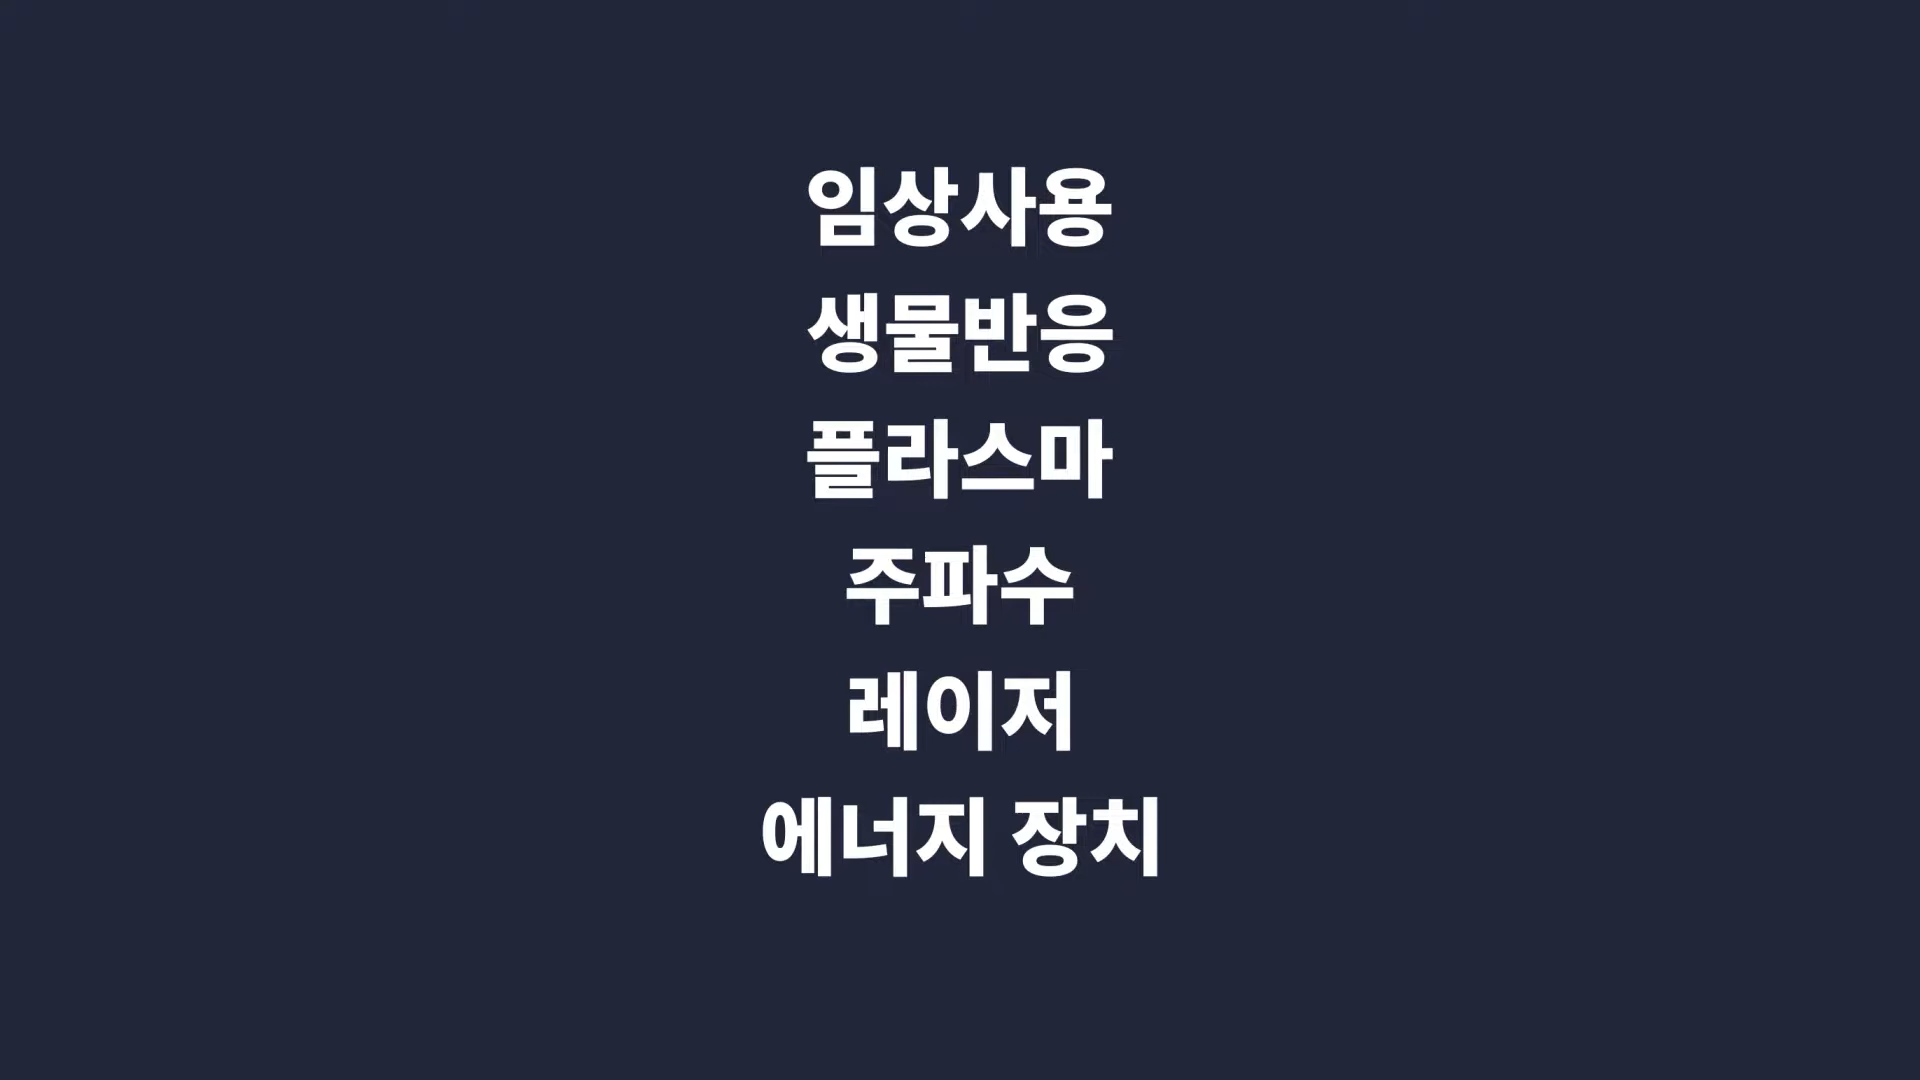 임상사용
생물반응
플라스마
주파수
레이저
에너지 장치